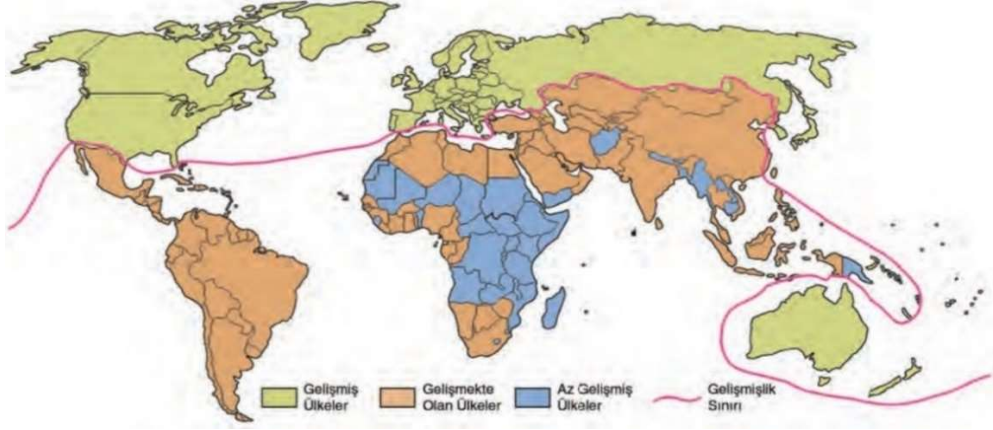 Gelişmiş
Ülkeler
Gelişmekte
Olan Ülkeler
Az Gelişmiş
Ülkeler
Gelişmişlik
Sınırı